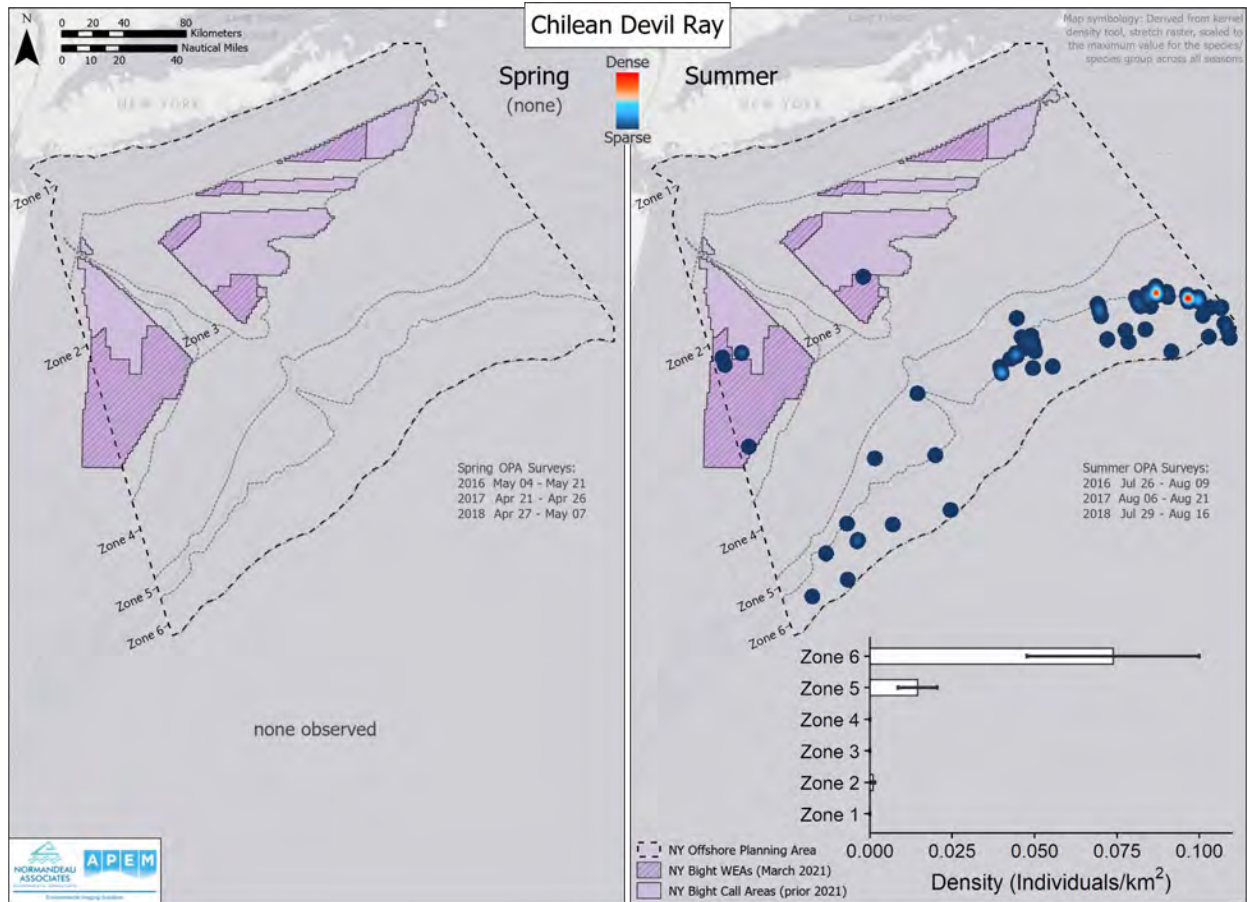 Chilean Devil Ray
N
0 20 40 80
Kilometers
Nautical Miles
0 10 20 40
Spring
(none)
Dense
Sparse
Summer
Map symbology: Derived from kernel
density tool, stretch raster, scaled to
the maximum value for the species/
species group across all seasons
NEW YORK
NEW YORK
Zone 1
Zone 2
Zone 3
Zone 4
Zone 5
Zone 6
Spring OPA Surveys:
2016 May 04 - May 21
2017 Apr 21 - Apr 26
2018 Apr 27 - May 07
none observed
Zone 1
Zone 2
Zone 3
Zone 4
Zone 5
Zone 6
Summer OPA Surveys:
2016 Jul 26 - Aug 09
2017 Aug 06 - Aug 21
2018 Jul 29 - Aug 16
Zone 6
Zone 5
Zone 4
Zone 3
Zone 2
Zone 1
0.000 0.025 0.050 0.075 0.100
Density (Individuals/km²)
NY Offshore Planning Area
NY Bight WEAs (March 2021)
NY Bight Call Areas (prior 2021)
NORMANDEAU
ASSOCIATES
APEM